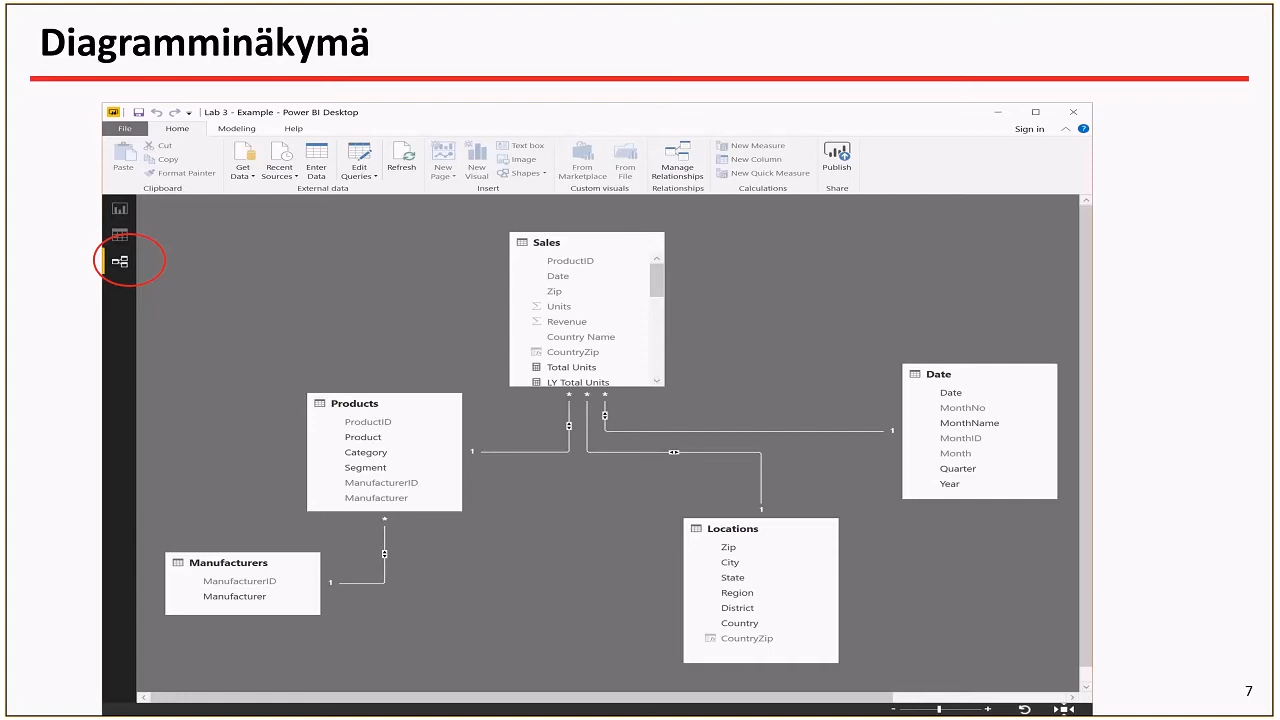 Diagramminäkymä
Lab 3 - Example - Power BI Desktop
File Home Modeling Help Sign in ?
Paste
Cut
Copy
Format Painter
Clipboard
Get Data
Recent Sources
Enter Data
Edit Queries
External data
Refresh
New Page
New Visual
Text box
Image
Shapes
Insert
From Marketplace
From File
Custom visuals
Manage Relationships
Relationships
New Measure
New Column
New Quick Measure
Calculations
Publish
Share
Sales
ProductID
Date
Zip
Units
Revenue
Country Name
CountryZip
Total Units
LY Total Units
* * *
Date
Date
MonthNo
MonthName
MonthID
Month
Quarter
Year
1
Products
ProductID
Product
Category
Segment
ManufacturerID
Manufacturer
1
*
Locations
Zip
City
State
Region
District
Country
CountryZip
1
Manufacturers
ManufacturerID
Manufacturer
1
7